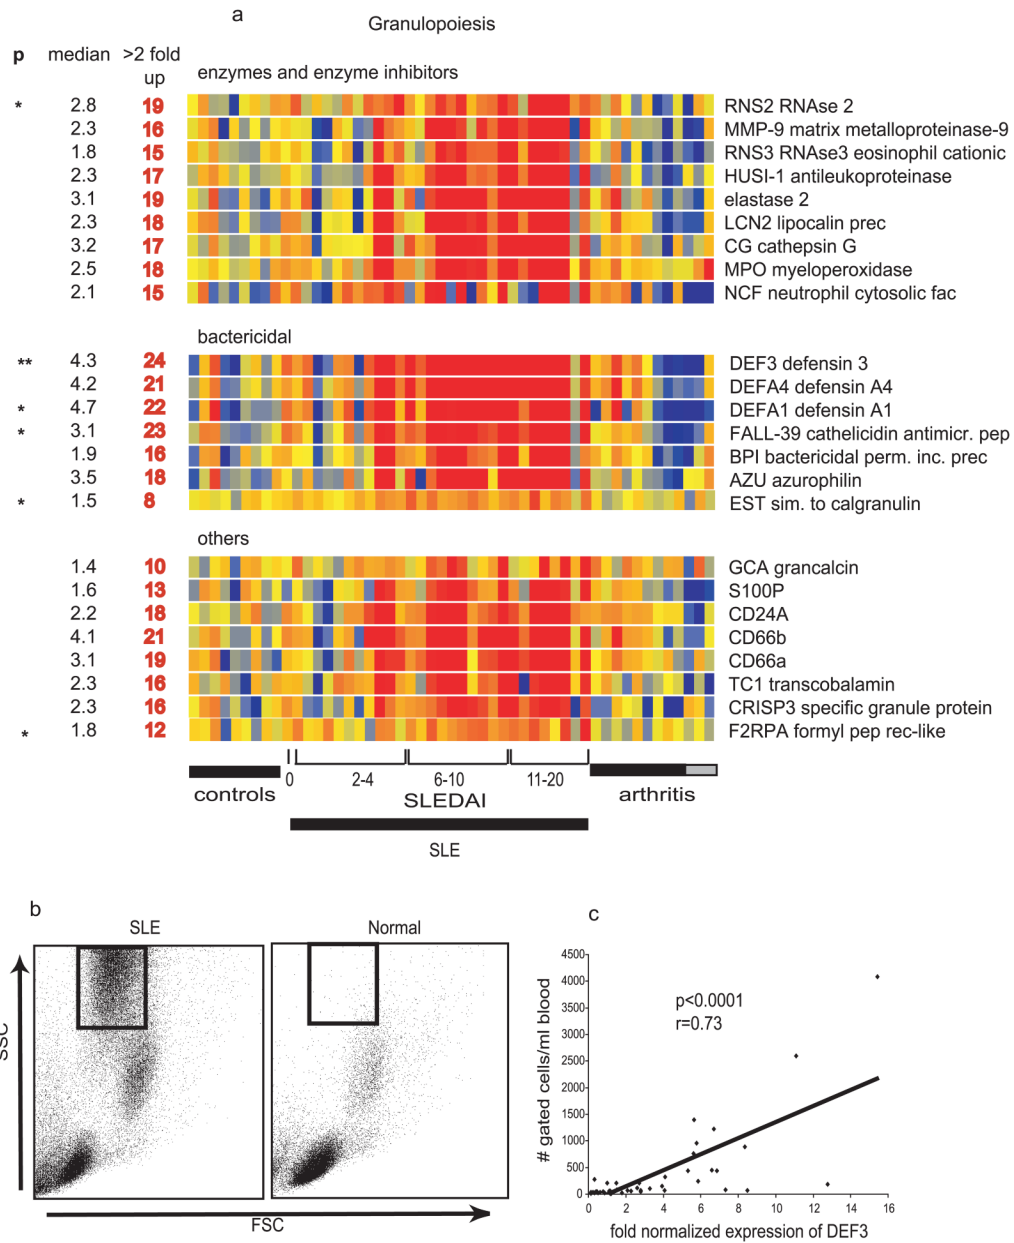 a
Granulopoiesis
p median >2 fold up
enzymes and enzyme inhibitors
* 2.8 19 RNS2 RNAse 2
2.3 16 MMP-9 matrix metalloproteinase-9
1.8 15 RNS3 RNAse3 eosinophil cationic
2.3 17 HUSI-1 antileukoproteinase
3.1 19 elastase 2
2.3 18 LCN2 lipocalin prec
3.2 17 CG cathepsin G
2.5 18 MPO myeloperoxidase
2.1 15 NCF neutrophil cytosolic fac
bactericidal
** 4.3 24 DEF3 defensin 3
4.2 21 DEFA4 defensin A4
* 4.7 22 DEFA1 defensin A1
* 3.1 23 FALL-39 cathelicidin antimicr. pep
1.9 16 BPI bactericidal perm. inc. prec
3.5 18 AZU azurophilin
* 1.5 8 EST sim. to calgranulin
others
1.4 10 GCA grancalcin
1.6 13 S100P
2.2 18 CD24A
4.1 21 CD66b
3.1 19 CD66a
2.3 16 TC1 transcobalamin
2.3 16 CRISP3 specific granule protein
* 1.8 12 F2RPA formyl pep rec-like
0 2-4 6-10 11-20
controls SLEDAI arthritis
SLE
b
SLE Normal
SSC
FSC
c
4500
4000
3500
3000
2500
2000
1500
1000
500
0
# gated cells/ml blood
p<0.0001
r=0.73
0 2 4 6 8 10 12 14 16
fold normalized expression of DEF3